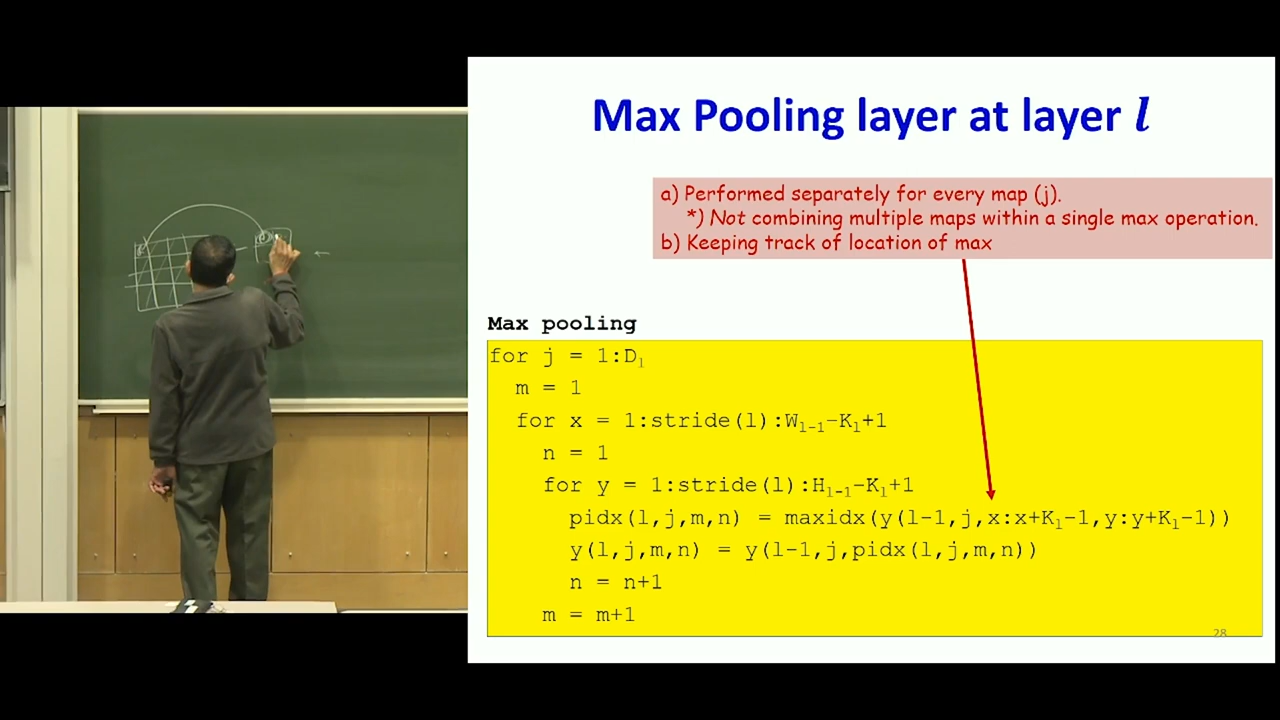 Max Pooling layer at layer l
a) Performed separately for every map (j).
*) Not combining multiple maps within a single max operation.
b) Keeping track of location of max
Max pooling
for j = 1:Dl
m = 1
for x = 1:stride(l):Wl-1-Kl+1
n = 1
for y = 1:stride(l):Hl-1-Kl+1
pidx(l,j,m,n) = maxidx(y(l-1,j,x:x+Kl-1,y:y+Kl-1))
y(l,j,m,n) = y(l-1,j,pidx(l,j,m,n))
n = n+1
m = m+1
28